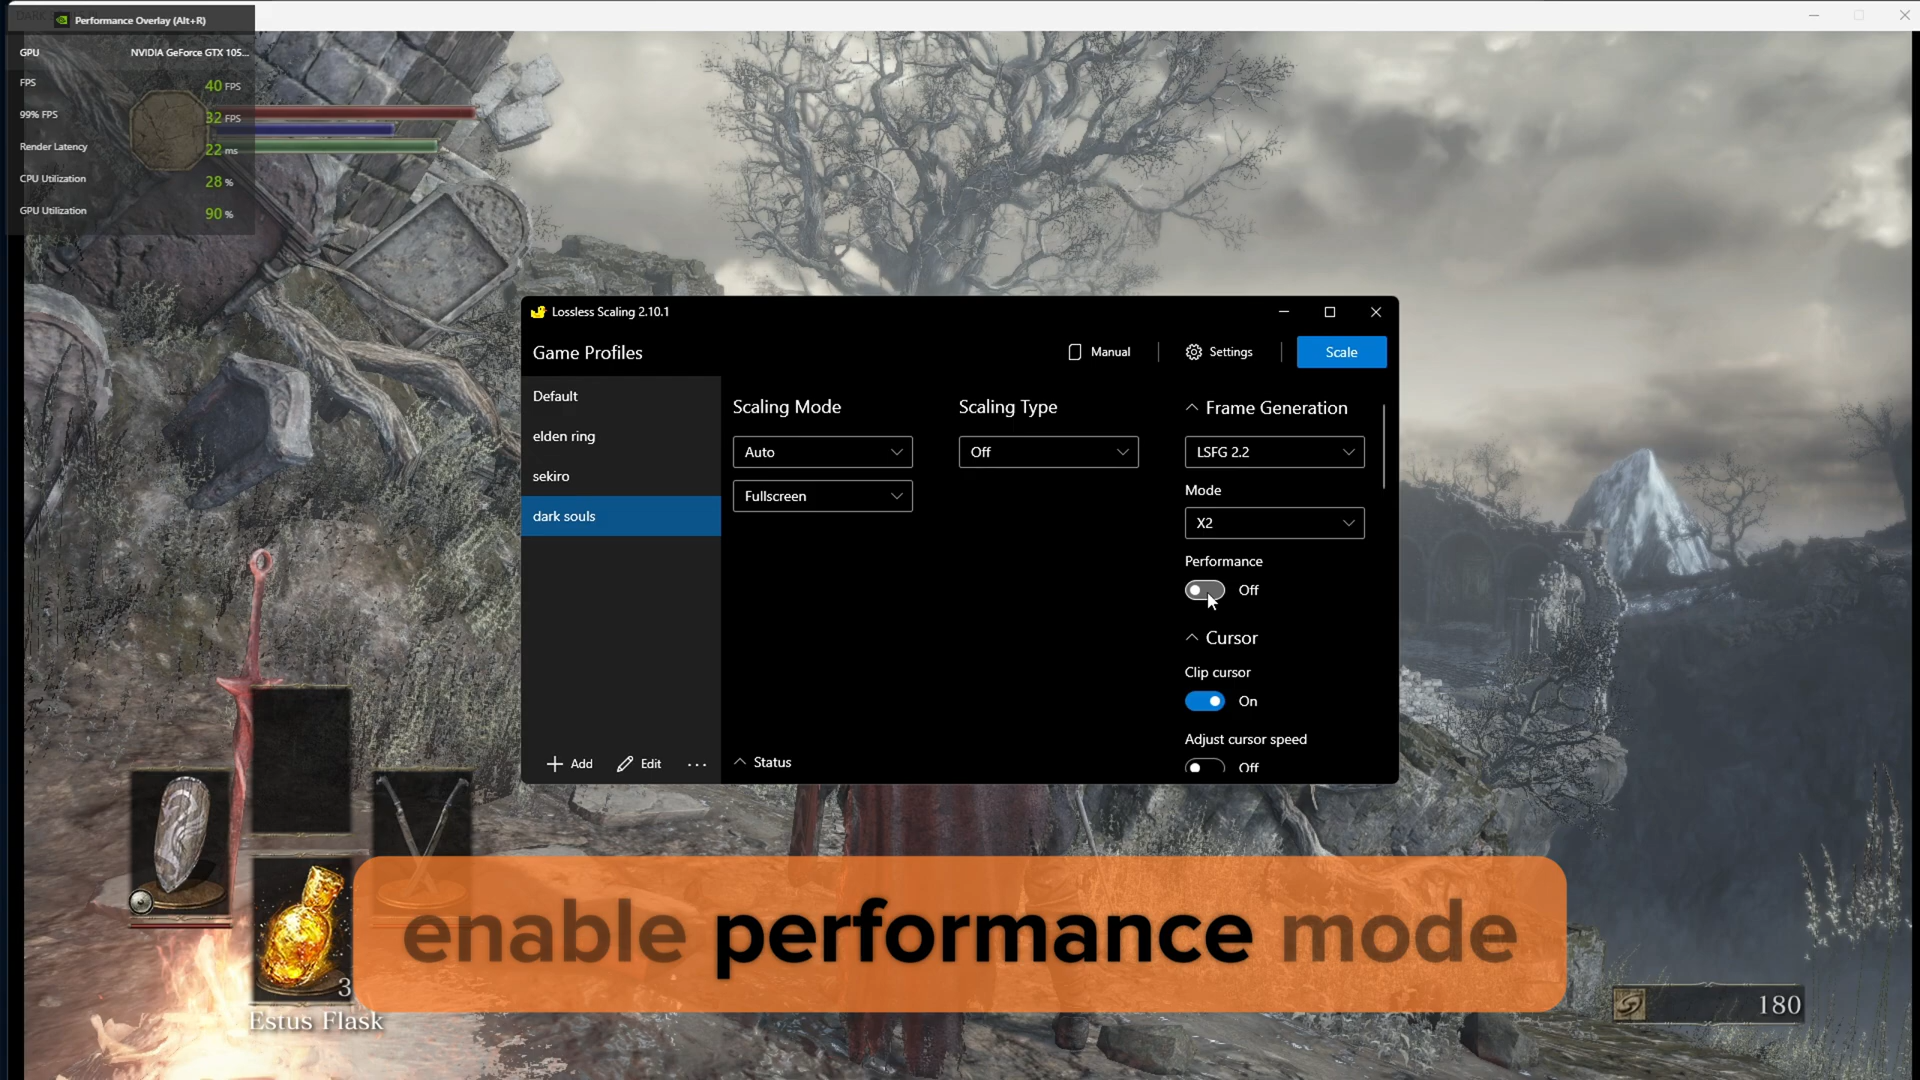 Performance Overlay (Alt+R)
GPU NVIDIA GeForce GTX 105...
FPS 40 FPS
99% FPS 32 FPS
Render Latency 22 ms
CPU Utilization 28 %
GPU Utilization 90 %
Lossless Scaling 2.10.1
Game Profiles
Manual
Settings
Scale
Default
elden ring
sekiro
dark souls
Add
Edit
...
Scaling Mode
Auto
Fullscreen
Scaling Type
Off
Frame Generation
LSFG 2.2
Mode
X2
Performance
Off
Cursor
Clip cursor
On
Adjust cursor speed
Off
Status
enable performance mode
3
Estus Flask
180